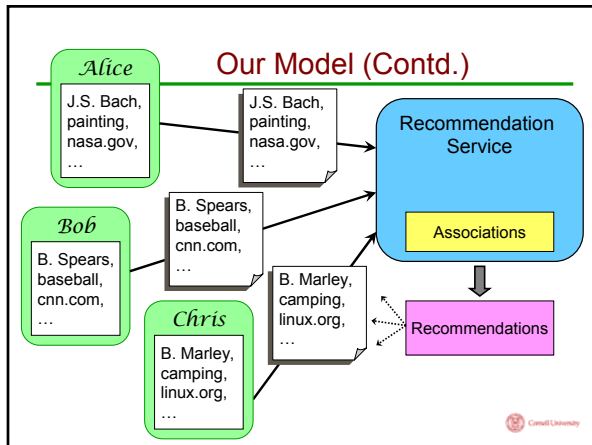 Our Model (Contd.)
Alice
J.S. Bach,
painting,
nasa.gov,
…
J.S. Bach,
painting,
nasa.gov,
…
Bob
B. Spears,
baseball,
cnn.com,
…
B. Spears,
baseball,
cnn.com,
…
Chris
B. Marley,
camping,
linux.org,
…
B. Marley,
camping,
linux.org,
…
Recommendation
Service
Associations
Recommendations
Cornell University